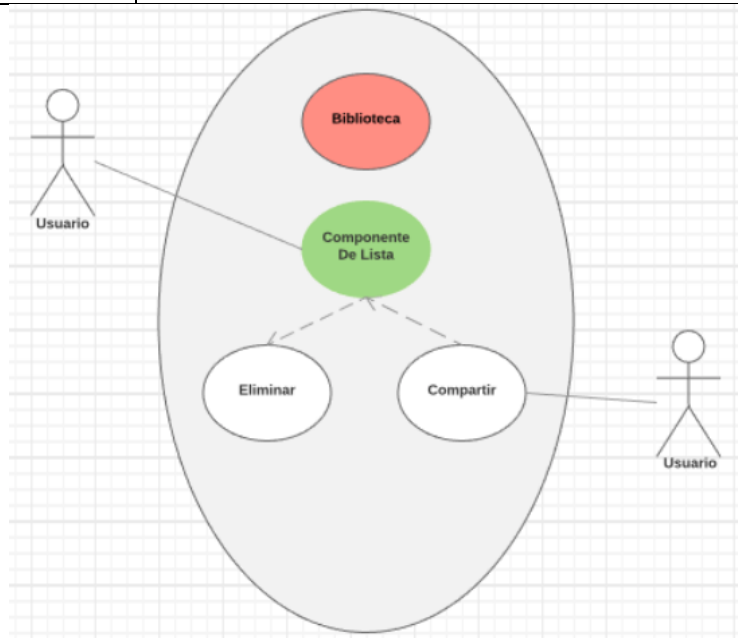 Biblioteca
Usuario
Componente
De Lista
Eliminar
Compartir
Usuario